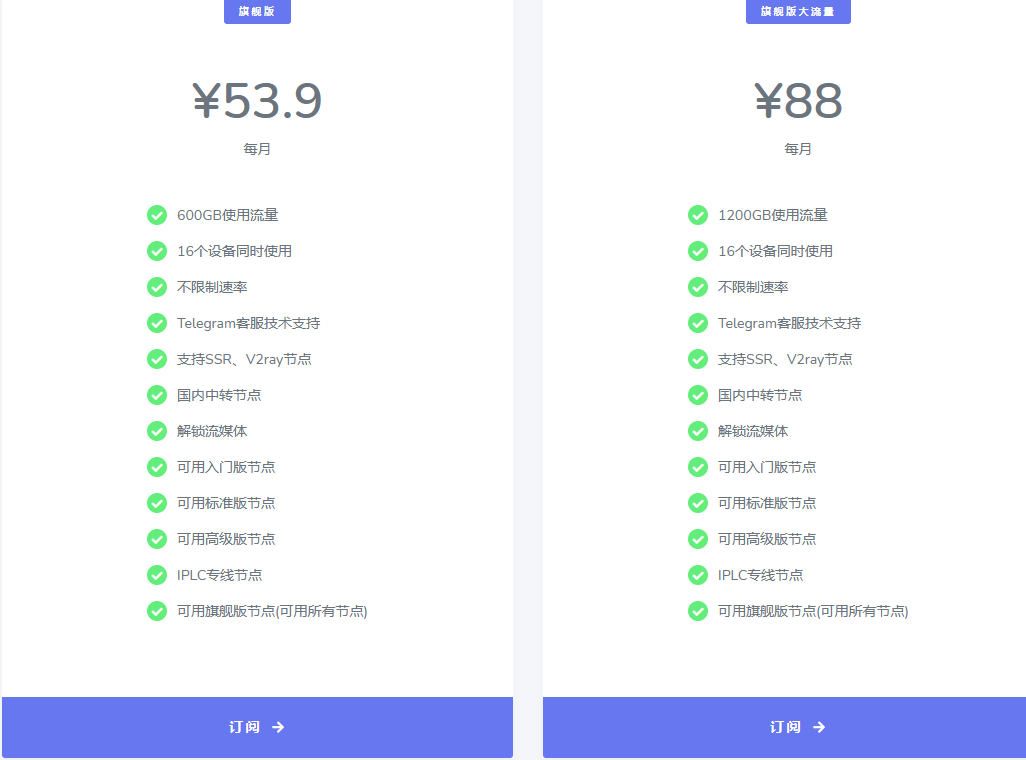 旗舰版
¥53.9
每月
600GB使用流量
16个设备同时使用
不限制速率
Telegram客服技术支持
支持SSR、V2ray节点
国内中转节点
解锁流媒体
可用入门版节点
可用标准版节点
可用高级版节点
IPLC专线节点
可用旗舰版节点(可用所有节点)
订阅 →
旗舰版大流量
¥88
每月
1200GB使用流量
16个设备同时使用
不限制速率
Telegram客服技术支持
支持SSR、V2ray节点
国内中转节点
解锁流媒体
可用入门版节点
可用标准版节点
可用高级版节点
IPLC专线节点
可用旗舰版节点(可用所有节点)
订阅 →